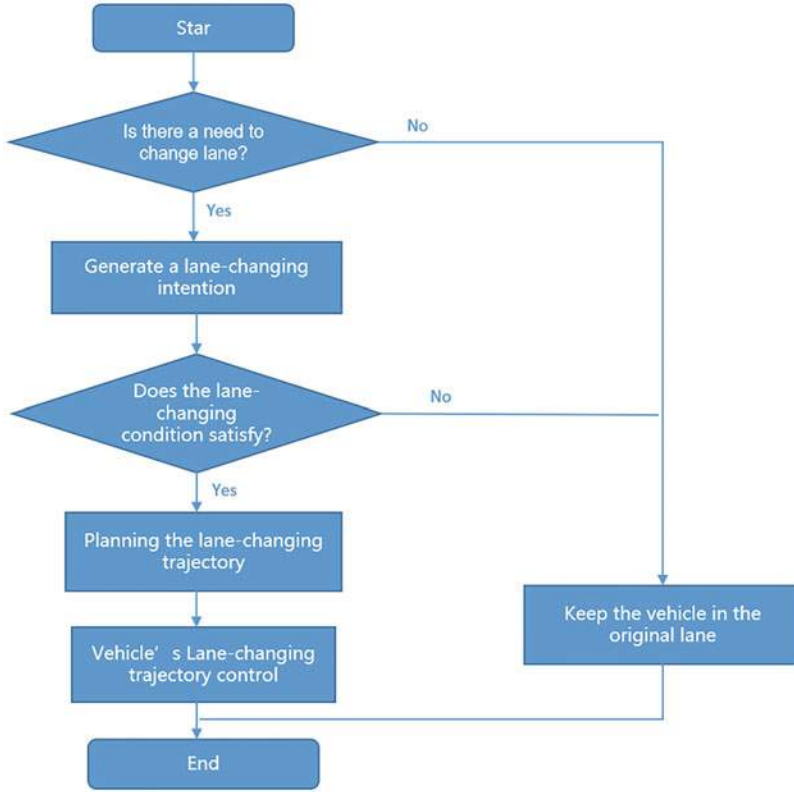 Star
Is there a need to
change lane?
No
Yes
Generate a lane-changing
intention
Does the lane-
changing
condition satisfy?
No
Yes
Planning the lane-changing
trajectory
Keep the vehicle in the
original lane
Vehicle’ s Lane-changing
trajectory control
End